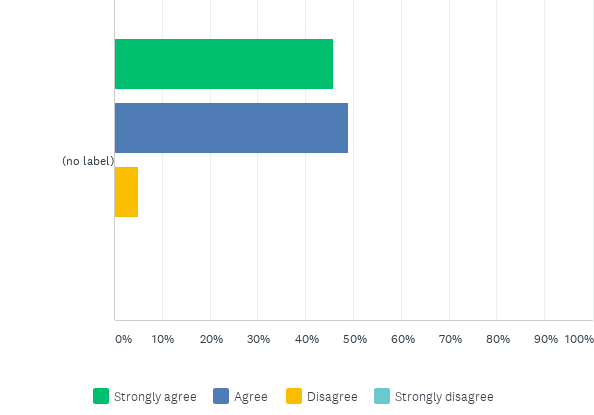 (no label)
0% 10% 20% 30% 40% 50% 60% 70% 80% 90% 100%
Strongly agree Agree Disagree Strongly disagree